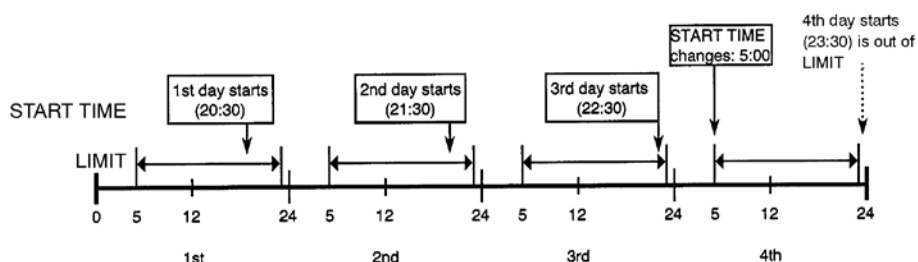 4th day starts
(23:30) is out of
LIMIT
START TIME
changes: 5:00
1st day starts
(20:30)
2nd day starts
(21:30)
3rd day starts
(22:30)
START TIME
LIMIT
0 5 12 24 5 12 24 5 12 24 5 12 24
1st 2nd 3rd 4th